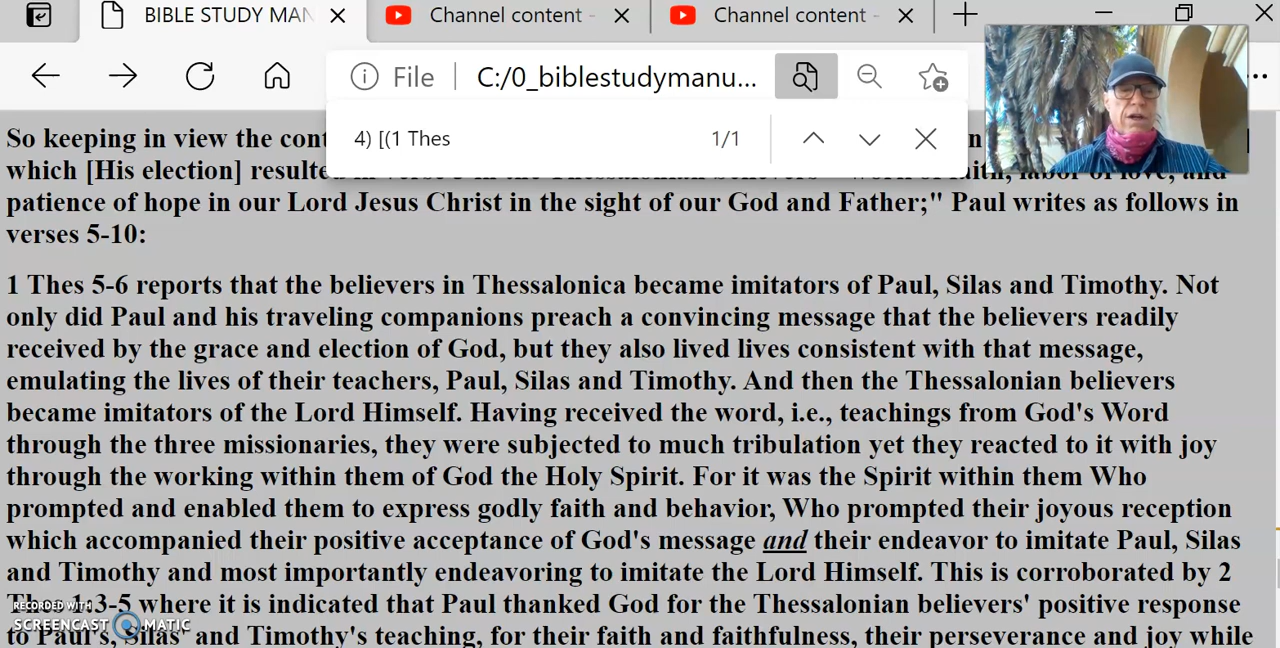 BIBLE STUDY MAN
Channel content -
Channel content -
File
C:/0_biblestudymanu...
4) [(1 Thes
1/1
So keeping in view the
which [His election]
patience of hope in our Lord Jesus Christ in the sight of our God and Father;" Paul writes as follows in
verses 5-10:
1 Thes 5-6 reports that the believers in Thessalonica became imitators of Paul, Silas and Timothy. Not
only did Paul and his traveling companions preach a convincing message that the believers readily
received by the grace and election of God, but they also lived lives consistent with that message,
emulating the lives of their teachers, Paul, Silas and Timothy. And then the Thessalonian believers
became imitators of the Lord Himself. Having received the word, i.e., teachings from God's Word
through the three missionaries, they were subjected to much tribulation yet they reacted to it with joy
through the working within them of God the Holy Spirit. For it was the Spirit within them Who
prompted and enabled them to express godly faith and behavior, Who prompted their joyous reception
which accompanied their positive acceptance of God's message and their endeavor to imitate Paul, Silas
and Timothy and most importantly endeavoring to imitate the Lord Himself. This is corroborated by 2
1:3-5 where it is indicated that Paul thanked God for the Thessalonian believers' positive response
to Paul's, Silas' and Timothy's teaching, for their faith and faithfulness, their perseverance and joy while
RECORDED WITH
SCREENCAST MATIC